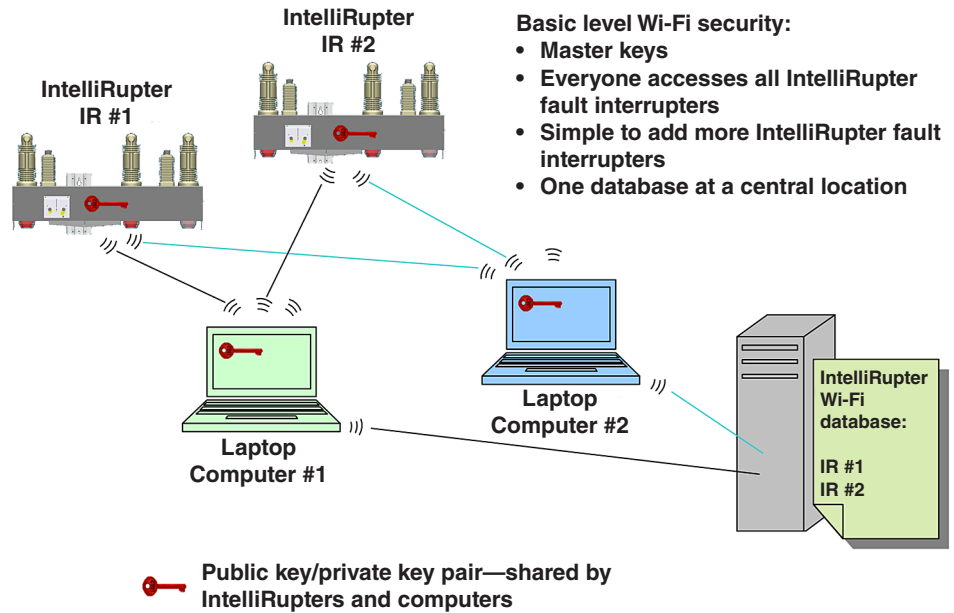 IntelliRupter
IR #2
IntelliRupter
IR #1
Basic level Wi-Fi security:
• Master keys
• Everyone accesses all IntelliRupter
fault interrupters
• Simple to add more IntelliRupter fault
interrupters
• One database at a central location
Laptop
Computer #1
Laptop
Computer #2
IntelliRupter
Wi-Fi
database:
IR #1
IR #2
Public key/private key pair—shared by
IntelliRupters and computers